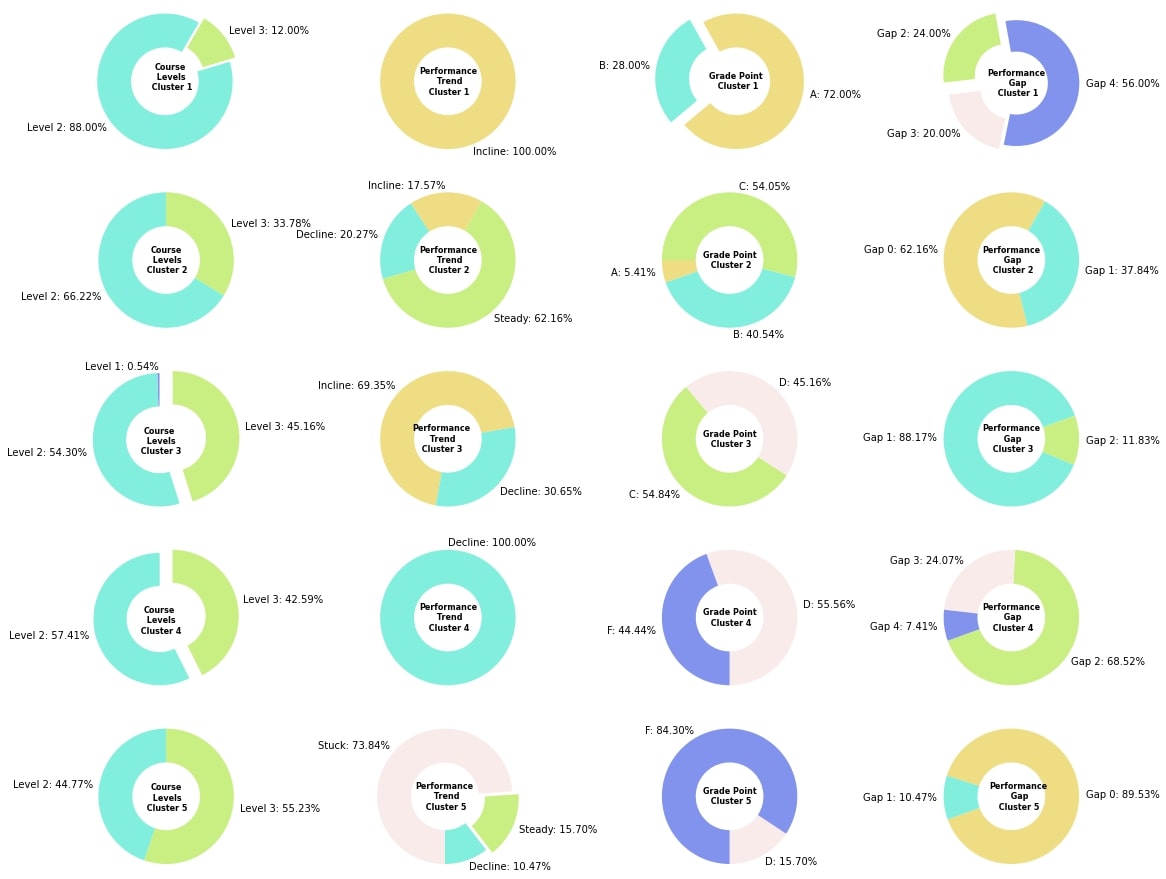 Level 3: 12.00%
Course
Levels
Cluster 1
Level 2: 88.00%
Performance
Trend
Cluster 1
Incline: 100.00%
B: 28.00%
Grade Point
Cluster 1
A: 72.00%
Gap 2: 24.00%
Performance
Gap
Cluster 1
Gap 4: 56.00%
Gap 3: 20.00%
Level 3: 33.78%
Course
Levels
Cluster 2
Level 2: 66.22%
Incline: 17.57%
Decline: 20.27%
Performance
Trend
Cluster 2
Steady: 62.16%
C: 54.05%
Grade Point
Cluster 2
A: 5.41%
B: 40.54%
Gap 0: 62.16%
Performance
Gap
Cluster 2
Gap 1: 37.84%
Level 1: 0.54%
Course
Levels
Cluster 3
Level 3: 45.16%
Level 2: 54.30%
Incline: 69.35%
Performance
Trend
Cluster 3
Decline: 30.65%
D: 45.16%
Grade Point
Cluster 3
C: 54.84%
Gap 1: 88.17%
Performance
Gap
Cluster 3
Gap 2: 11.83%
Course
Levels
Cluster 4
Level 3: 42.59%
Level 2: 57.41%
Decline: 100.00%
Performance
Trend
Cluster 4
D: 55.56%
Grade Point
Cluster 4
F: 44.44%
Gap 3: 24.07%
Performance
Gap
Cluster 4
Gap 4: 7.41%
Gap 2: 68.52%
Level 2: 44.77%
Course
Levels
Cluster 5
Level 3: 55.23%
Stuck: 73.84%
Performance
Trend
Cluster 5
Steady: 15.70%
Decline: 10.47%
F: 84.30%
Grade Point
Cluster 5
D: 15.70%
Gap 1: 10.47%
Performance
Gap
Cluster 5
Gap 0: 89.53%